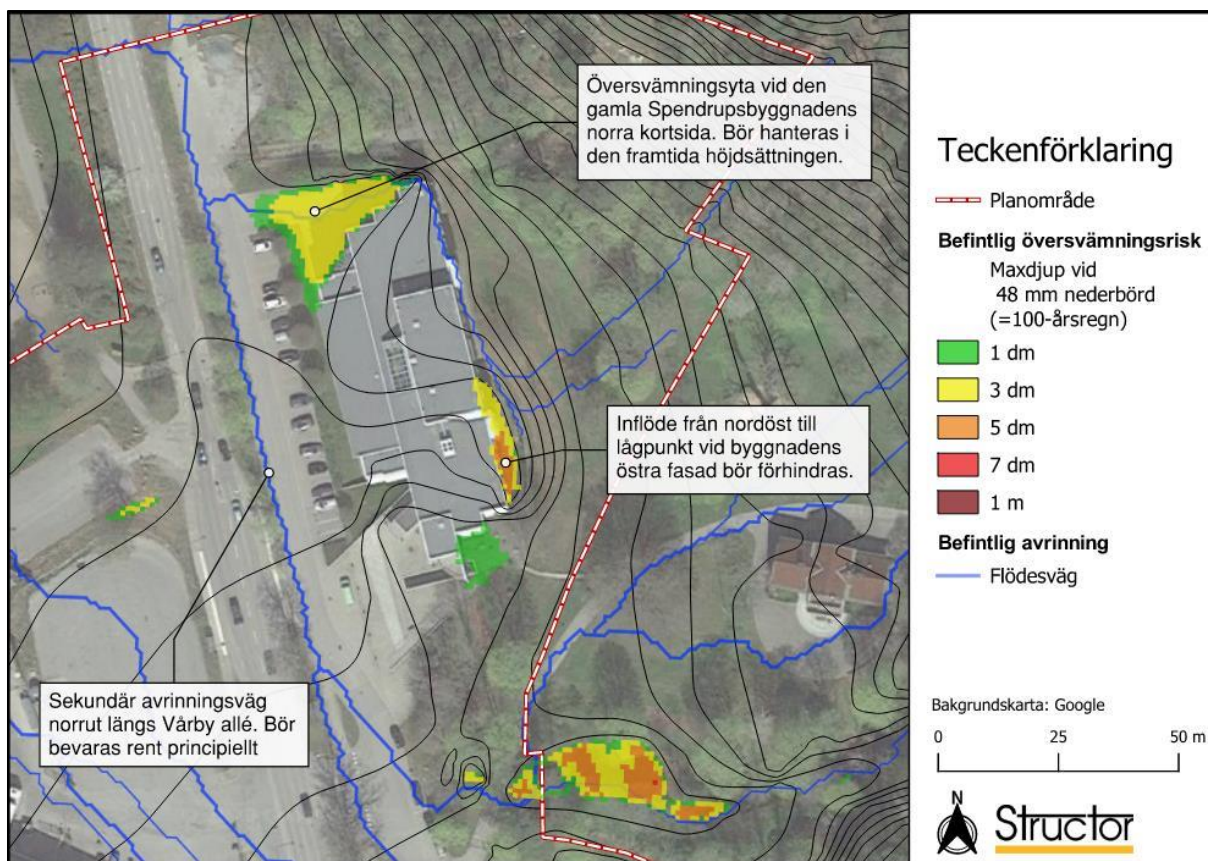 Översvämningsyta vid den
gamla Spendrupsbyggnadens
norra kortsida. Bör hanteras i
den framtida höjdsättningen.
Inflöde från nordöst till
lågpunkt vid byggnadens
östra fasad bör förhindras.
Sekundär avrinningsväg
norrut längs Vårby allé. Bör
bevaras rent principiellt
Teckenförklaring
Planområde
Befintlig översvämningsrisk
Maxdjup vid
48 mm nederbörd
(=100-årsregn)
1 dm
3 dm
5 dm
7 dm
1 m
Befintlig avrinning
Flödesväg
Bakgrundskarta: Google
0 25 50 m
N
Structor